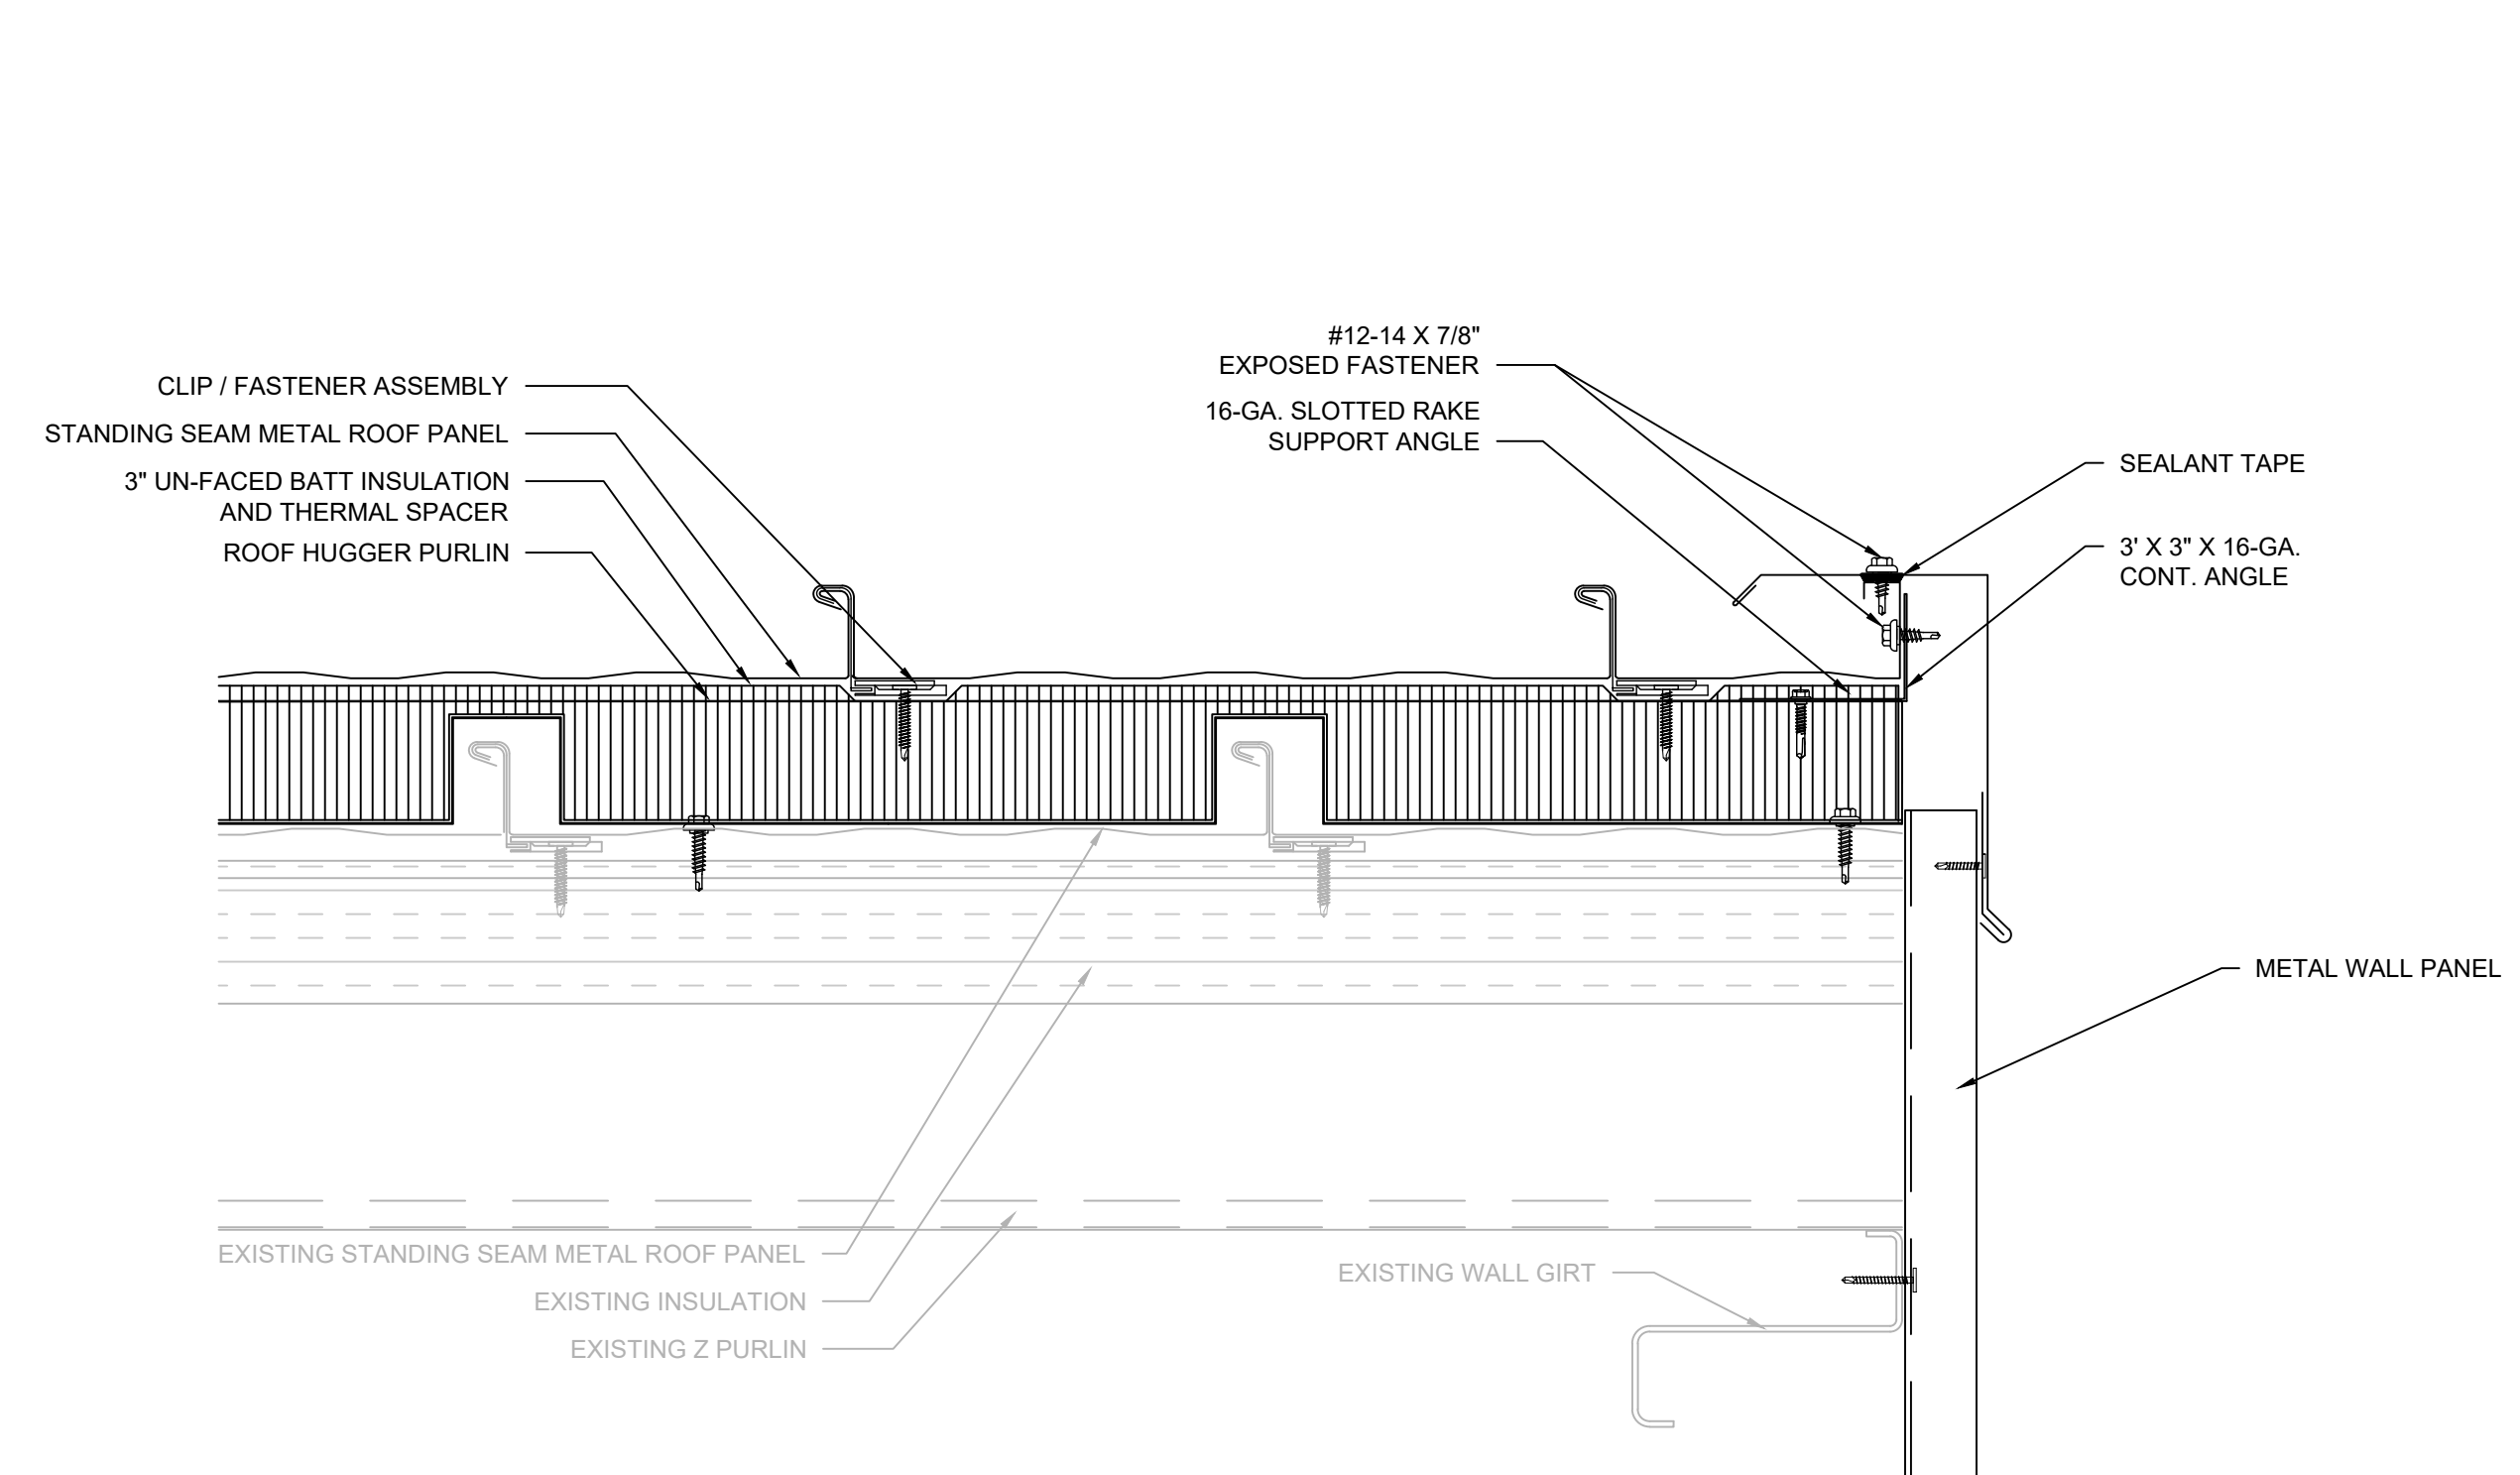 #12-14 X 7/8"
EXPOSED FASTENER
CLIP / FASTENER ASSEMBLY
16-GA. SLOTTED RAKE
SUPPORT ANGLE
STANDING SEAM METAL ROOF PANEL
SEALANT TAPE
3" UN-FACED BATT INSULATION
AND THERMAL SPACER
ROOF HUGGER PURLIN
3' X 3" X 16-GA.
CONT. ANGLE
METAL WALL PANEL
EXISTING STANDING SEAM METAL ROOF PANEL
EXISTING WALL GIRT
EXISTING INSULATION
EXISTING Z PURLIN